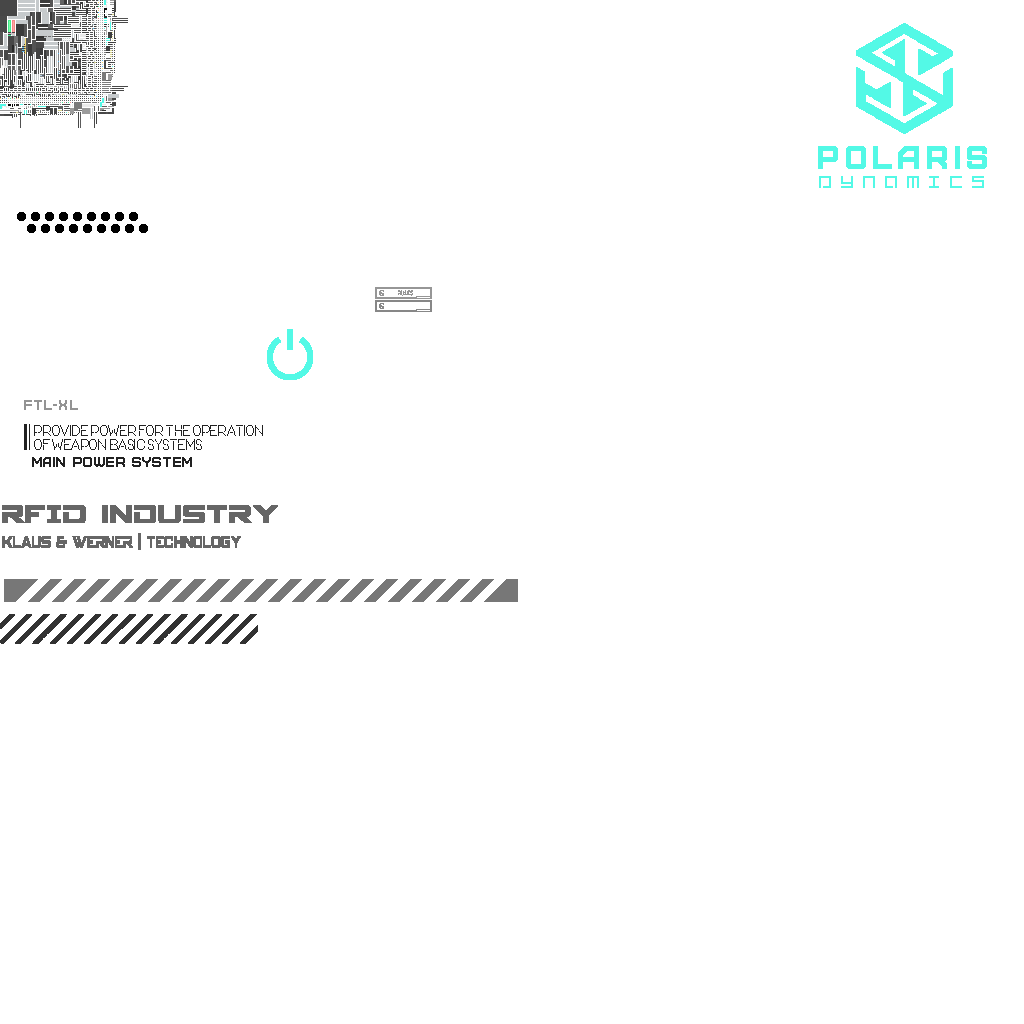 POLARIS
DYNAMICS
FTL-XL
PROVIDE POWER FOR THE OPERATION
OF WEAPON BASIC SYSTEMS
MAIN POWER SYSTEM
RFID INDUSTRY
KLAUS & WERNER | TECHNOLOGY